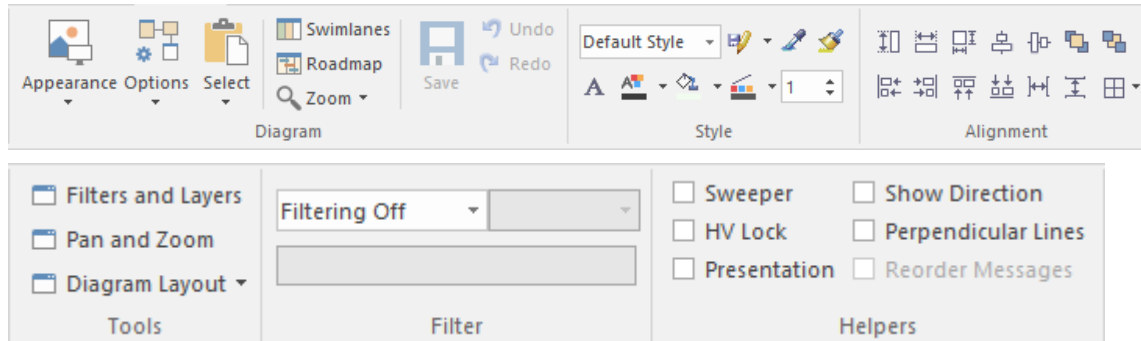 Swimlanes
Undo
Default Style
Roadmap
Redo
Appearance Options Select
Save
Zoom
A
1
Diagram
Style
Alignment
Filters and Layers
Sweeper
Show Direction
Filtering Off
Pan and Zoom
HV Lock
Perpendicular Lines
Diagram Layout
Presentation
Reorder Messages
Tools
Filter
Helpers